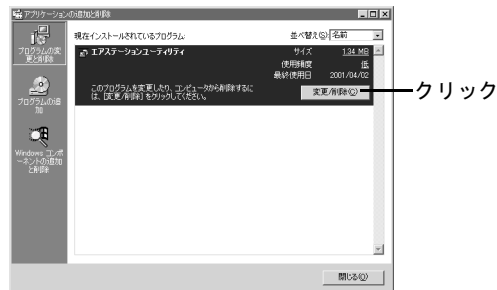 アプリケーションの追加と削除
現在インストールされているプログラム:
並べ替え(S): 名前
プログラムの変
更と削除
プログラムの追
加
Windows コンポ
ーネントの追加
と削除
エアステーションユーティリティ
サイズ 1.34 MB
使用頻度 低
最終使用日 2001/04/02
このプログラムを変更したり、コンピュータから削除するに
は、[変更/削除] をクリックしてください。
変更/削除(C)
クリック
閉じる(O)